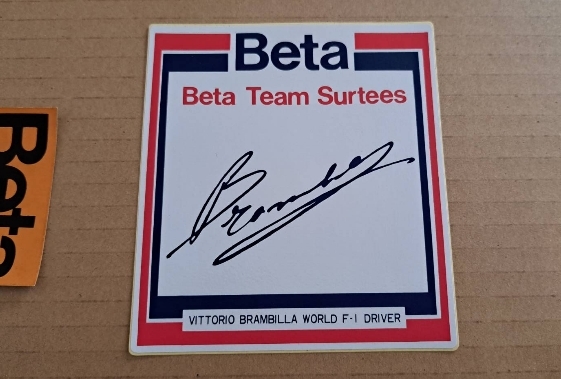 Beta
Beta Team Surtees
Brambilla
VITTORIO BRAMBILLA WORLD F-1 DRIVER
Beta